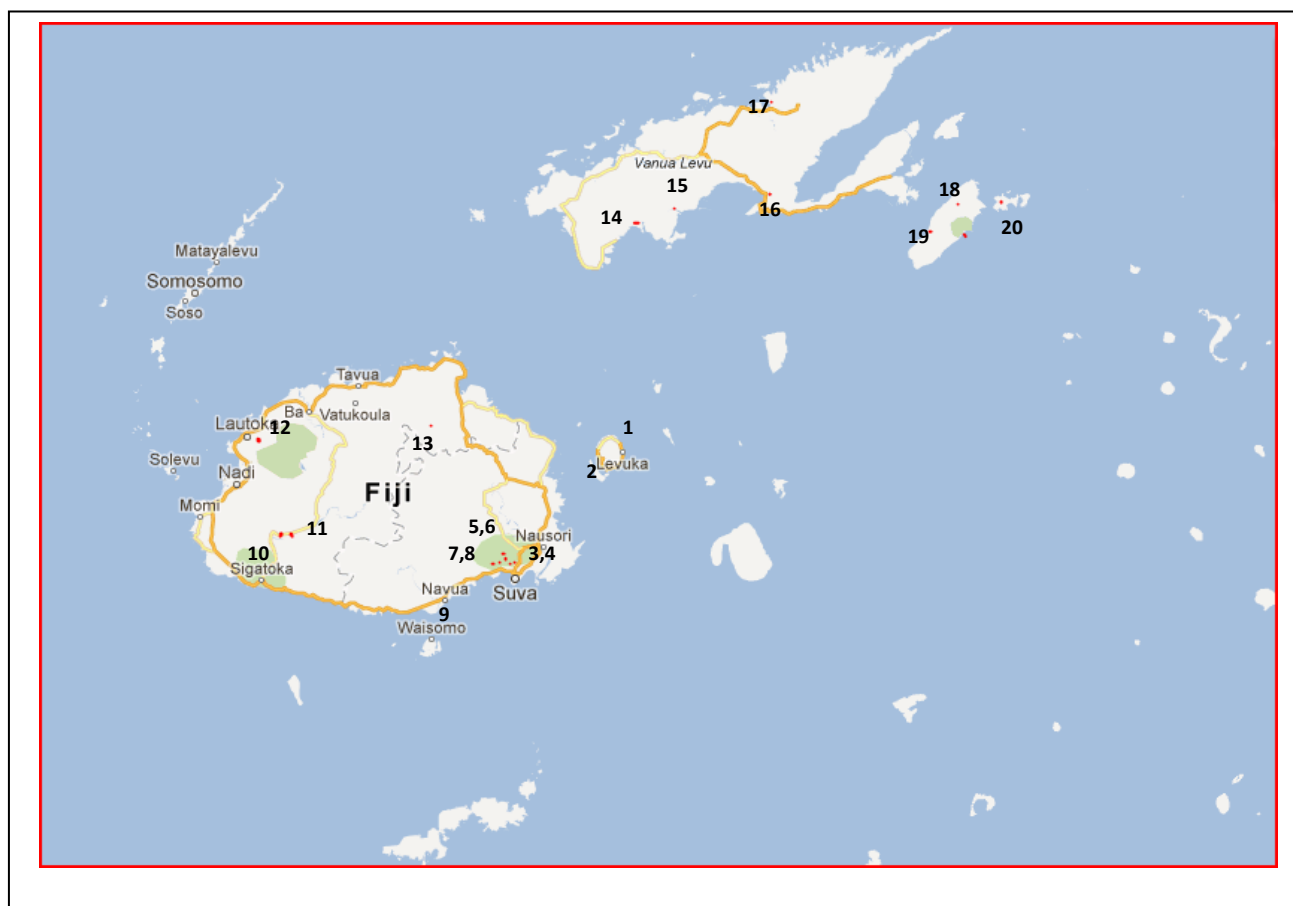 17
Vanua Levu
15
18
14
16
19
20
Matayalevu
Somosomo
Soso
Tavua
Ba
Vatukoula
Lautoka
12
13
1
Levuka
2
Solevu
Nadi
Fiji
Momi
11
5,6
Nausori
10
7,8
3,4
Sigatoka
Navua
Suva
9
Waisomo